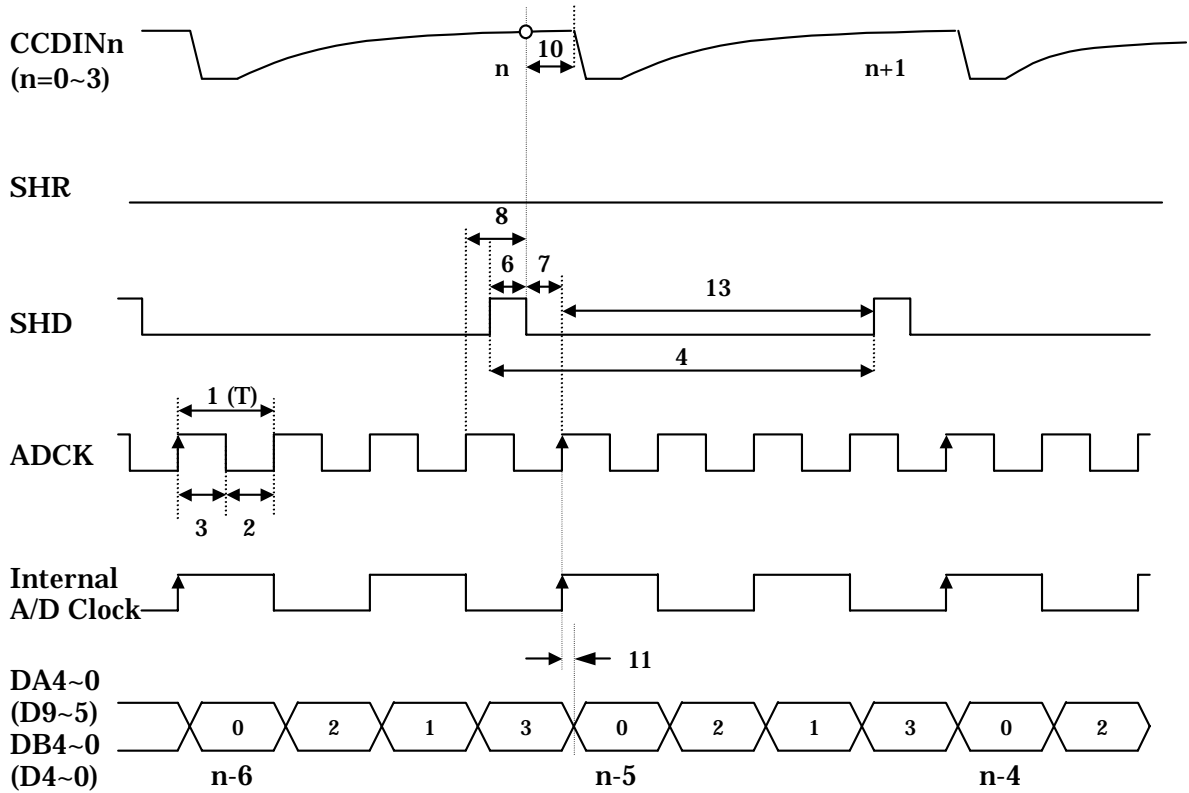 CCDINn
(n=0~3)
10
n
n+1
SHR
8
6
7
13
SHD
4
1 (T)
ADCK
3
2
Internal
A/D Clock
11
DA4~0
(D9~5)
DB4~0
(D4~0)
0
2
1
3
0
2
1
3
0
2
n-6
n-5
n-4